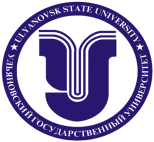 ULYANOVSK STATE UNIVERSITY
УЛЬЯНОВСКИЙ ГОСУДАРСТВЕННЫЙ УНИВЕРСИТЕТ